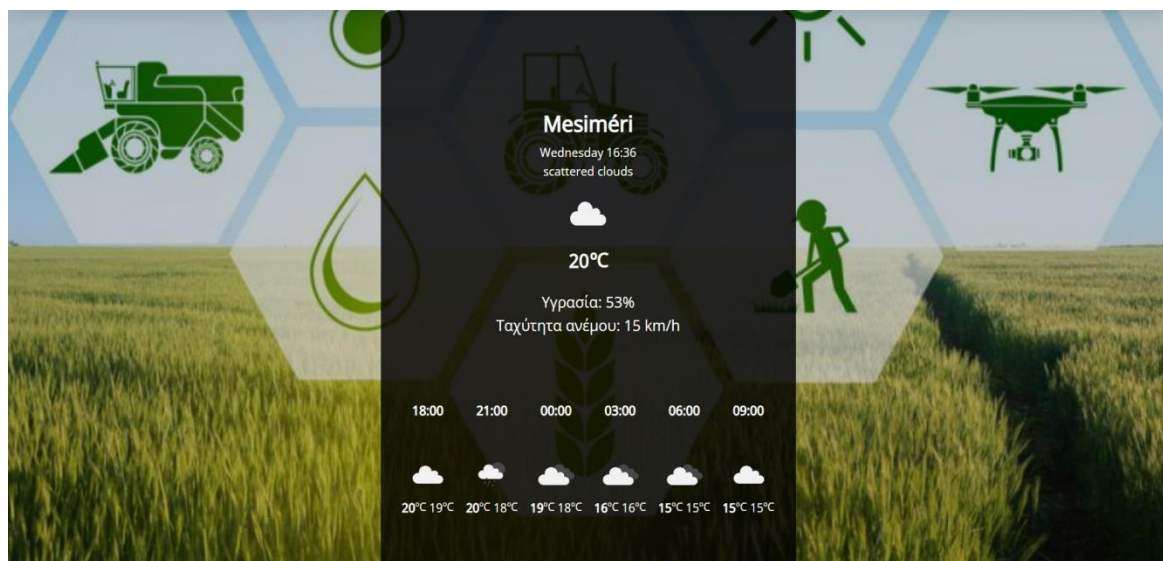 Mesiméri
Wednesday 16:36
scattered clouds
20°C
Υγρασία: 53%
Ταχύτητα ανέμου: 15 km/h
18:00 21:00 00:00 03:00 06:00 09:00
20°C 19°C 20°C 18°C 19°C 18°C 16°C 16°C 15°C 15°C 15°C 15°C